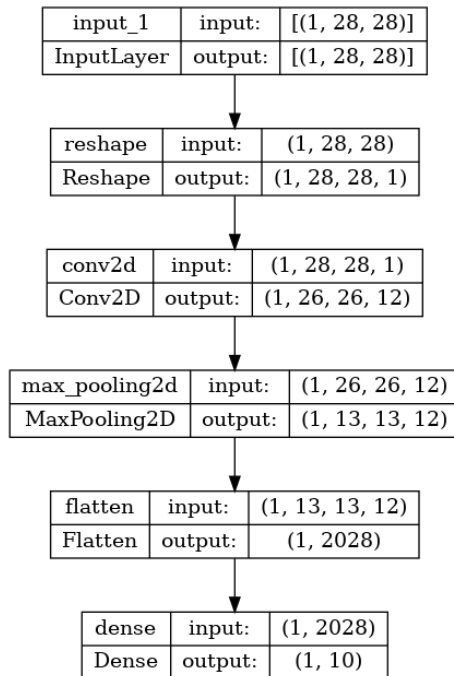 input_1 input: [(1, 28, 28)]
InputLayer output: [(1, 28, 28)]
reshape input: (1, 28, 28)
Reshape output: (1, 28, 28, 1)
conv2d input: (1, 28, 28, 1)
Conv2D output: (1, 26, 26, 12)
max_pooling2d input: (1, 26, 26, 12)
MaxPooling2D output: (1, 13, 13, 12)
flatten input: (1, 13, 13, 12)
Flatten output: (1, 2028)
dense input: (1, 2028)
Dense output: (1, 10)